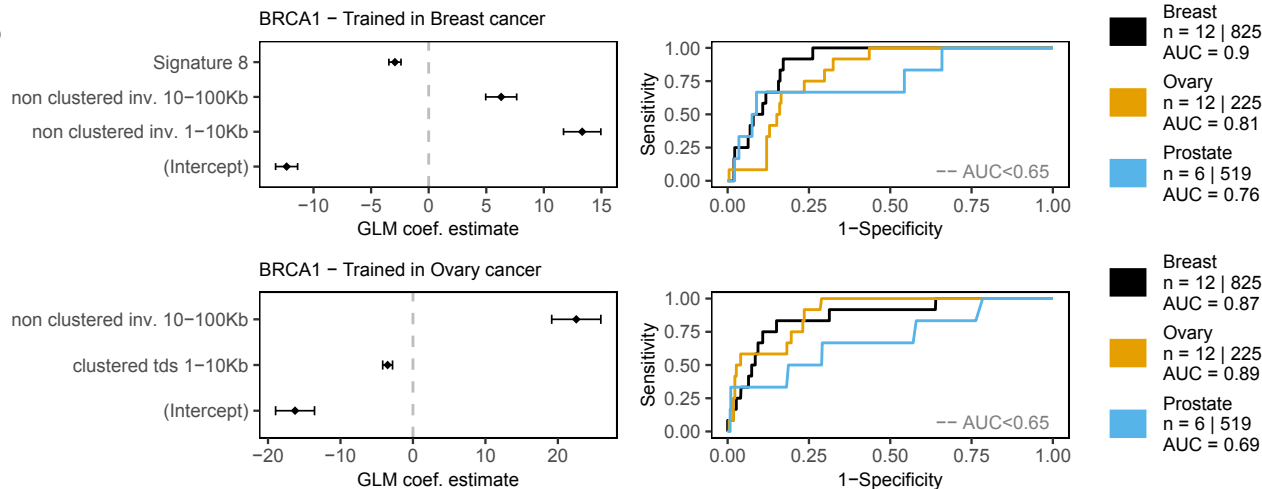 BRCA1 − Trained in Breast cancer
Signature 8
non clustered inv. 10−100Kb
non clustered inv. 1−10Kb
(Intercept)
−10 −5 0 5 10 15
GLM coef. estimate
Sensitivity
1.00
0.75
0.50
0.25
0.00
AUC<0.65
0.00 0.25 0.50 0.75 1.00
1−Specificity
Breast
n = 12 | 825
AUC = 0.9
Ovary
n = 12 | 225
AUC = 0.81
Prostate
n = 6 | 519
AUC = 0.76
BRCA1 − Trained in Ovary cancer
non clustered inv. 10−100Kb
clustered tds 1−10Kb
(Intercept)
−20 −10 0 10 20
GLM coef. estimate
Sensitivity
1.00
0.75
0.50
0.25
0.00
AUC<0.65
0.00 0.25 0.50 0.75 1.00
1−Specificity
Breast
n = 12 | 825
AUC = 0.87
Ovary
n = 12 | 225
AUC = 0.89
Prostate
n = 6 | 519
AUC = 0.69